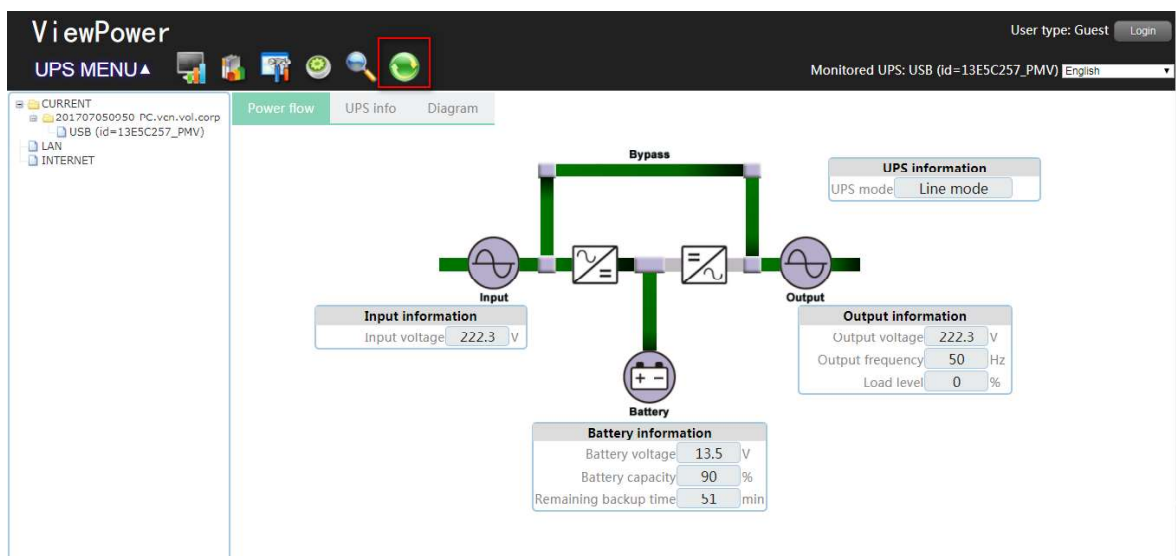 ViewPower
User type: Guest Login
UPS MENU▲
Monitored UPS: USB (id=13E5C257_PMV) English
CURRENT
201707050950 PC.vcn.vol.corp
USB (id=13E5C257_PMV)
LAN
INTERNET
Power flow UPS info Diagram
Bypass
UPS information
UPS mode Line mode
Input
Output
Input information
Input voltage 222.3 V
Output information
Output voltage 222.3 V
Output frequency 50 Hz
Load level 0 %
Battery
Battery information
Battery voltage 13.5 V
Battery capacity 90 %
Remaining backup time 51 min